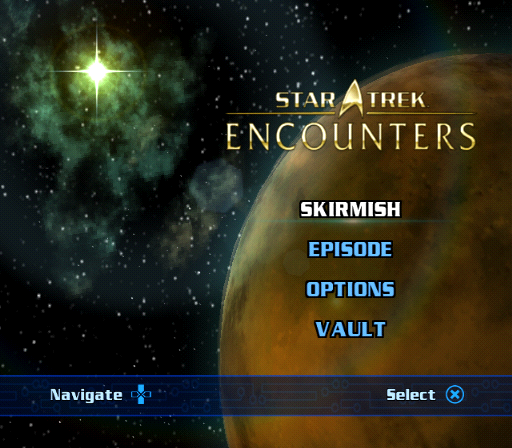 STAR TREK
ENCOUNTERS
SKIRMISH
EPISODE
OPTIONS
VAULT
Navigate
Select